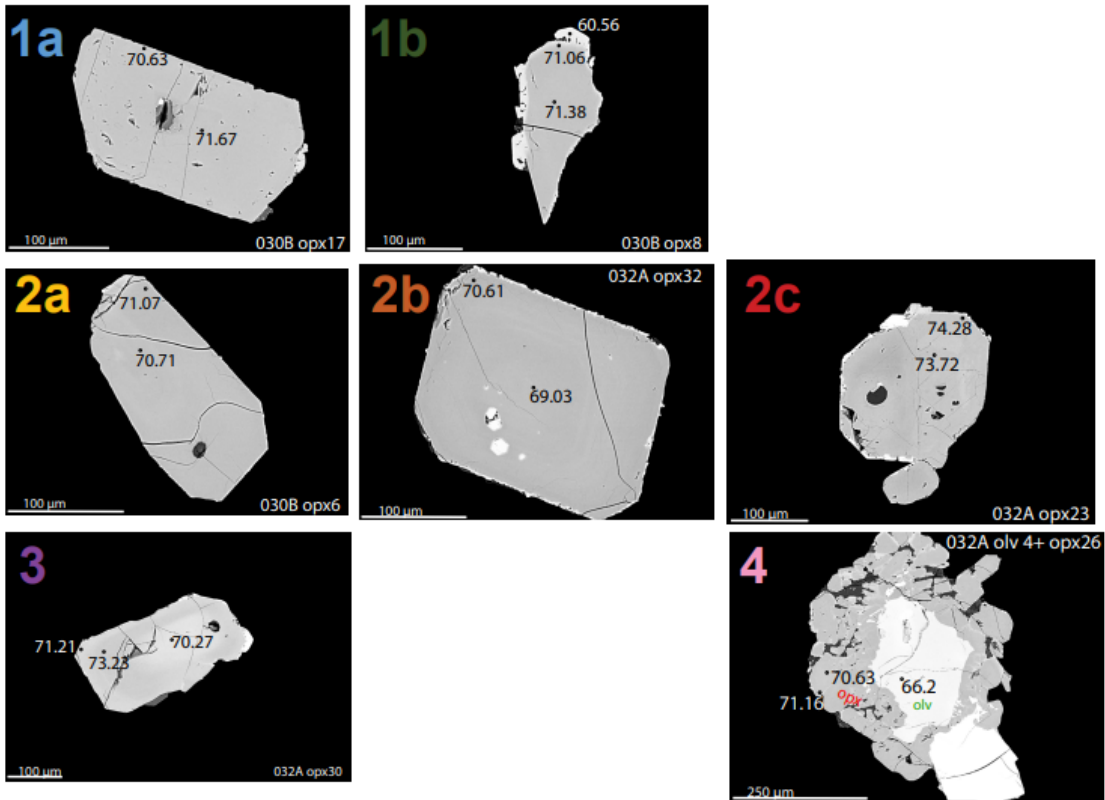 1a
70.63
71.67
100 µm
030B opx17
1b
60.56
71.06
71.38
100 µm
030B opx8
2a
71.07
70.71
100 µm
030B opx6
2b
032A opx32
70.61
69.03
100 µm
2c
74.28
73.72
100 µm
032A opx23
3
71.21
73.23
70.27
100 µm
032A opx30
4
032A olv 4+ opx26
70.63
66.2
71.16
opx
olv
250 µm